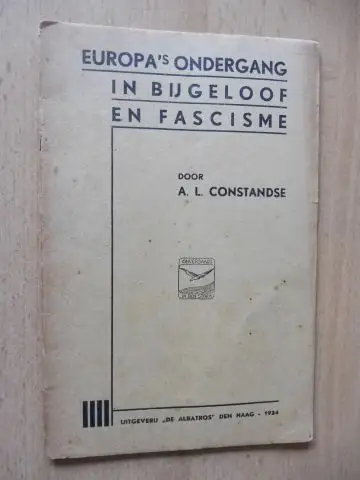 EUROPA'S ONDERGANG
IN BIJGELOOF
EN FASCISME
DOOR
A. L. CONSTANDSE
UITGEVERIJ „DE ALBATROS" DEN HAAG - 1934